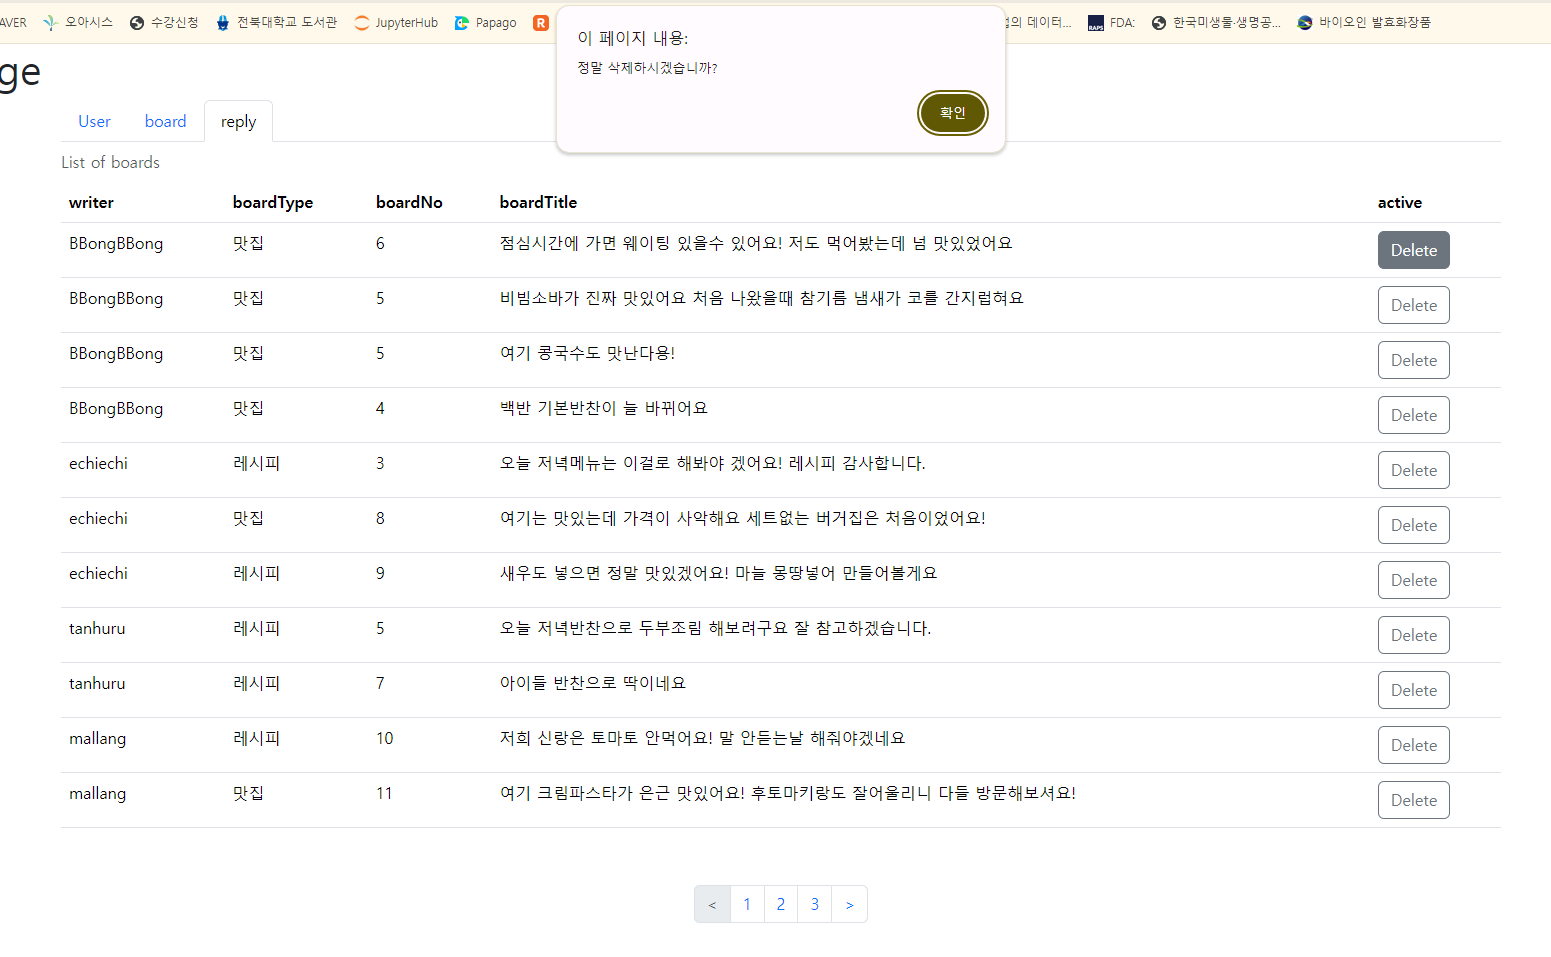 AVER 오아시스 수강신청 전북대학교 도서관 JupyterHub Papago R 데이터... RAPS FDA: 한국미생물·생명공... 바이오인 발효화장품
이 페이지 내용:
정말 삭제하시겠습니까?
확인
ge
User board reply
List of boards
writer boardType boardNo boardTitle active
BBongBBong 맛집 6 점심시간에 가면 웨이팅 있을수 있어요! 저도 먹어봤는데 넘 맛있었어요 Delete
BBongBBong 맛집 5 비빔소바가 진짜 맛있어요 처음 나왔을때 참기름 냄새가 코를 간지럽혀요 Delete
BBongBBong 맛집 5 여기 콩국수도 맛난다용! Delete
BBongBBong 맛집 4 백반 기본반찬이 늘 바뀌어요 Delete
echiechi 레시피 3 오늘 저녁메뉴는 이걸로 해봐야 겠어요! 레시피 감사합니다. Delete
echiechi 맛집 8 여기는 맛있는데 가격이 사악해요 세트없는 버거집은 처음이었어요! Delete
echiechi 레시피 9 새우도 넣으면 정말 맛있겠어요! 마늘 몽땅넣어 만들어볼게요 Delete
tanhuru 레시피 5 오늘 저녁반찬으로 두부조림 해보려구요 잘 참고하겠습니다. Delete
tanhuru 레시피 7 아이들 반찬으로 딱이네요 Delete
mallang 레시피 10 저희 신랑은 토마토 안먹어요! 말 안듣는날 해줘야겠네요 Delete
mallang 맛집 11 여기 크림파스타가 은근 맛있어요! 후토마키랑도 잘어울리니 다들 방문해보셔요! Delete
< 1 2 3 >